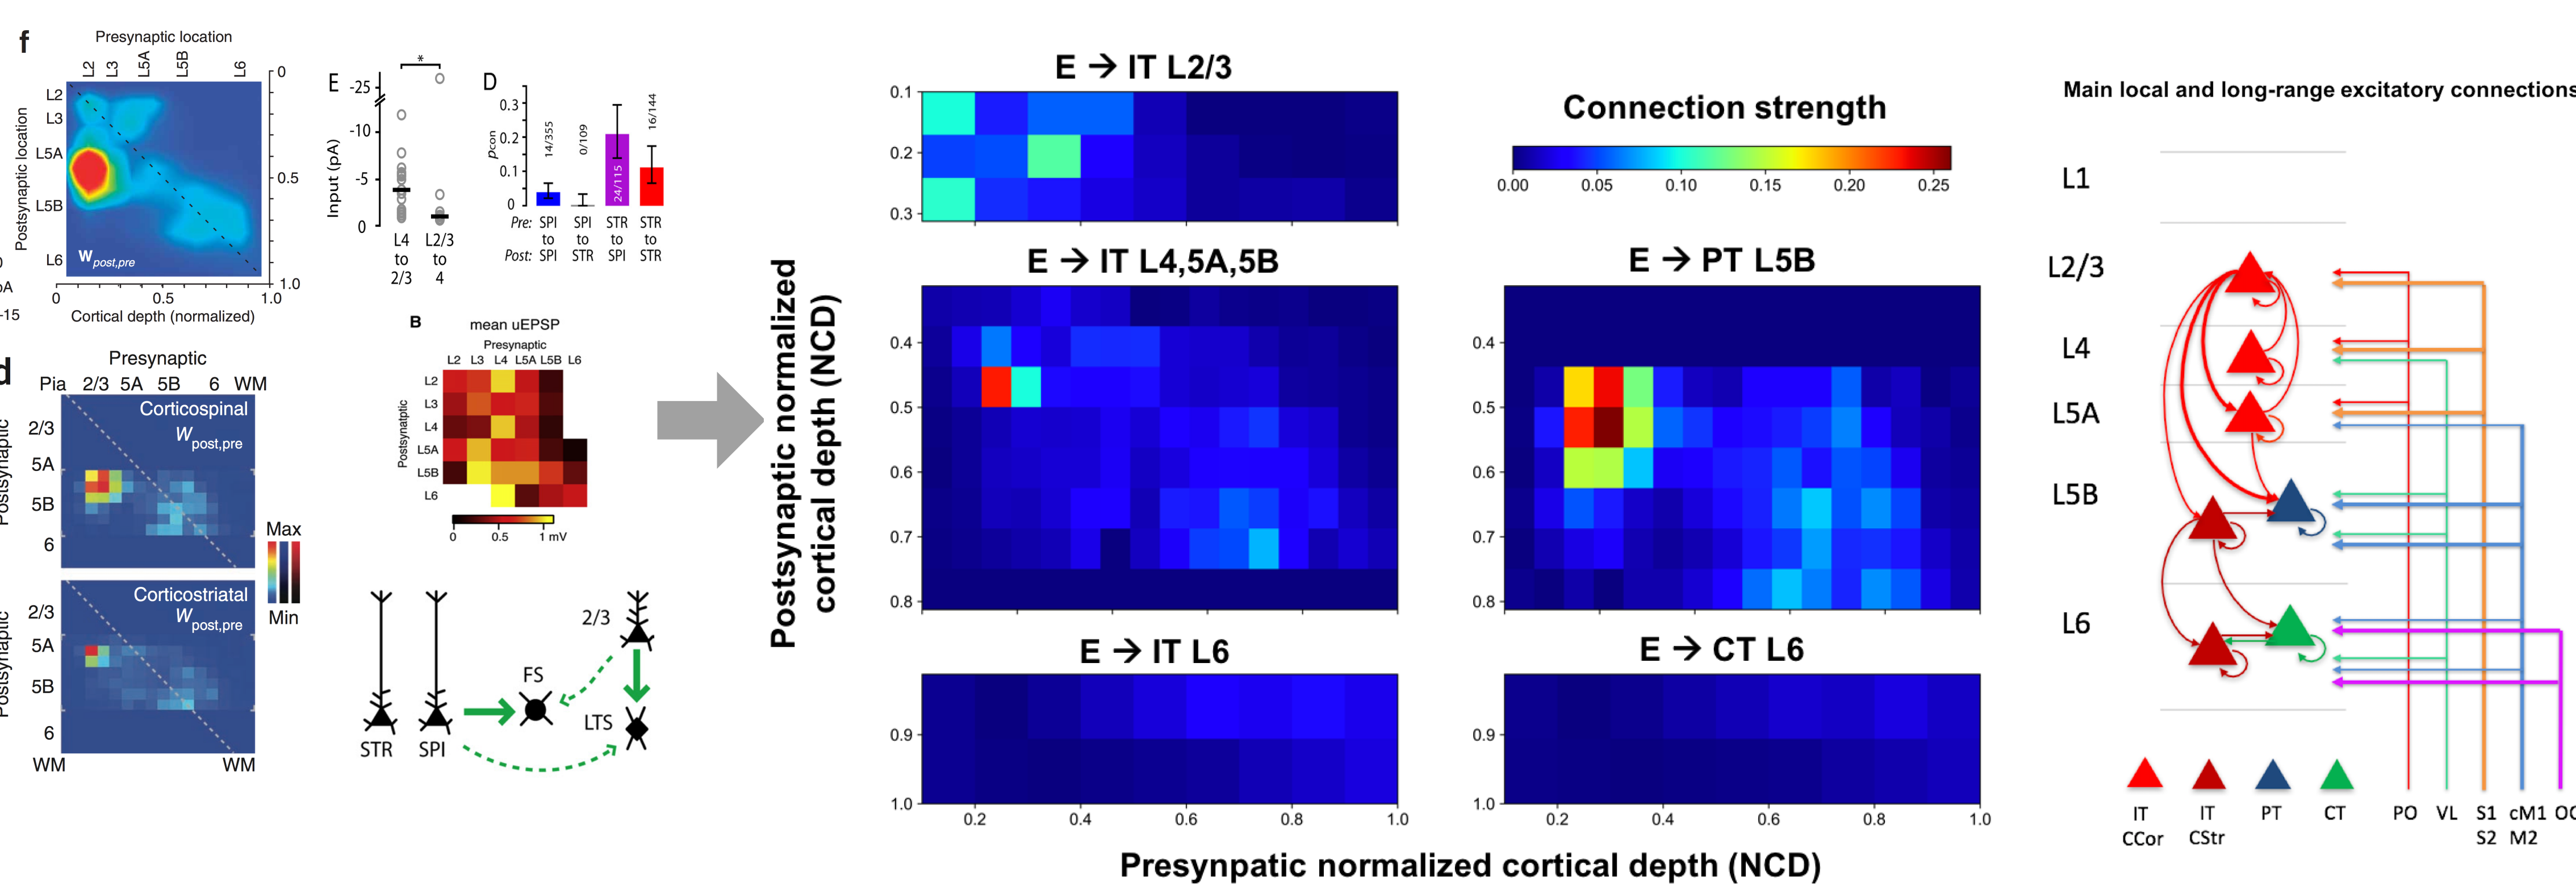 f
Presynaptic location
L2 L3 L5A L5B L6
Postsynaptic location
L2
L3
L5A
L5B
L6
0
0.5
1.0
Wpost,pre
0 0.5 1.0
Cortical depth (normalized)
-15
E
*
Input (pA)
-25
-10
-5
0
L4 L2/3
to to
2/3 4
D
pcon
0.3
0.2
0.1
0
14/355
0/109
24/115
16/144
Pre: SPI SPI STR STR
to to to to
Post: SPI STR SPI STR
d
Presynaptic
Pia 2/3 5A 5B 6 WM
Postsynaptic
2/3
5A
5B
6
Corticospinal
Wpost,pre
Max
Min
2/3
5A
5B
6
Corticostriatal
Wpost,pre
WM WM
B
mean uEPSP
Presynaptic
L2 L3 L4 L5A L5B L6
Postsynaptic
L2
L3
L4
L5A
L5B
L6
0 0.5 1 mV
2/3
FS
LTS
STR SPI
Postsynaptic normalized
cortical depth (NCD)
E → IT L2/3
0.1
0.2
0.3
Connection strength
0.00 0.05 0.10 0.15 0.20 0.25
E → IT L4,5A,5B
0.4
0.5
0.6
0.7
0.8
E → PT L5B
0.4
0.5
0.6
0.7
0.8
E → IT L6
0.9
1.0
0.2 0.4 0.6 0.8 1.0
E → CT L6
0.9
1.0
0.2 0.4 0.6 0.8 1.0
Presynpatic normalized cortical depth (NCD)
Main local and long-range excitatory connections
L1
L2/3
L4
L5A
L5B
L6
IT IT PT CT PO VL S1 cM1
CCor CStr S2 M2